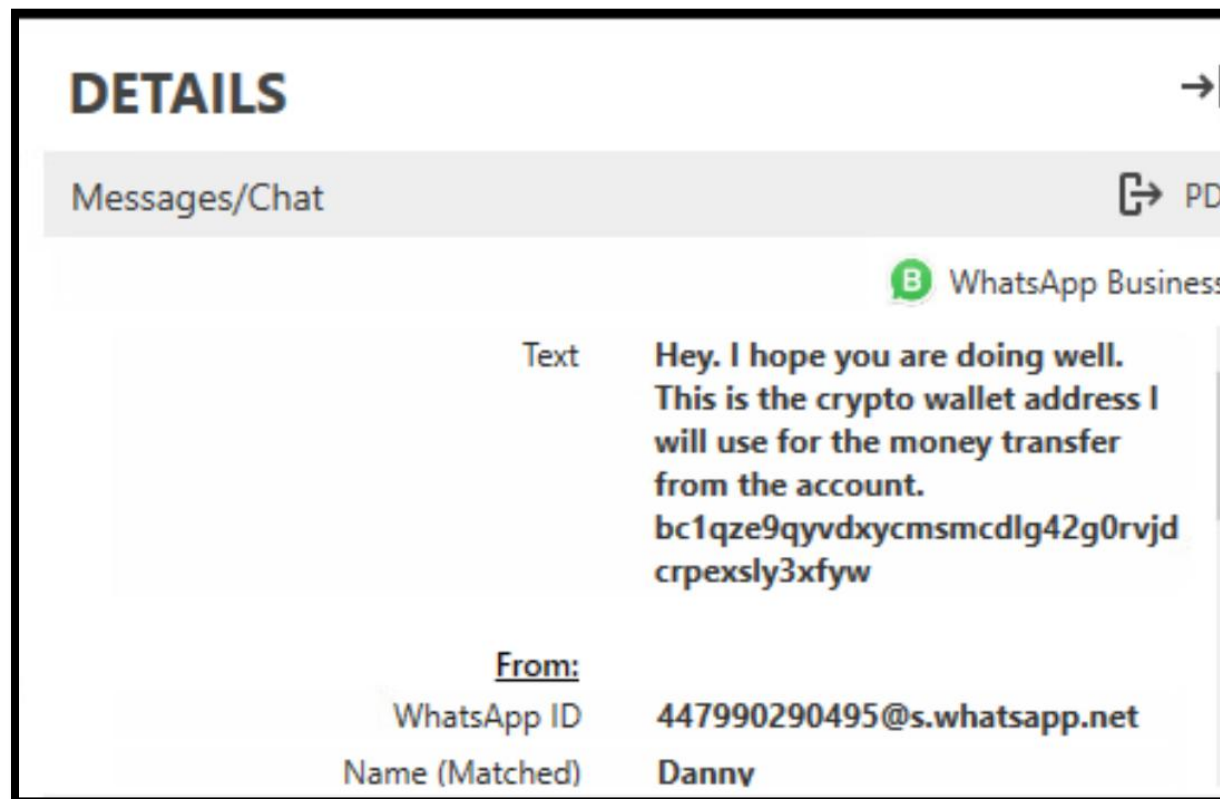 DETAILS
Messages/Chat
PD
WhatsApp Business
Text
Hey. I hope you are doing well.
This is the crypto wallet address I
will use for the money transfer
from the account.
bc1qze9qyvdxycmsmcdlg42g0rvjd
crpexsly3xfyw
From:
WhatsApp ID
447990290495@s.whatsapp.net
Name (Matched)
Danny